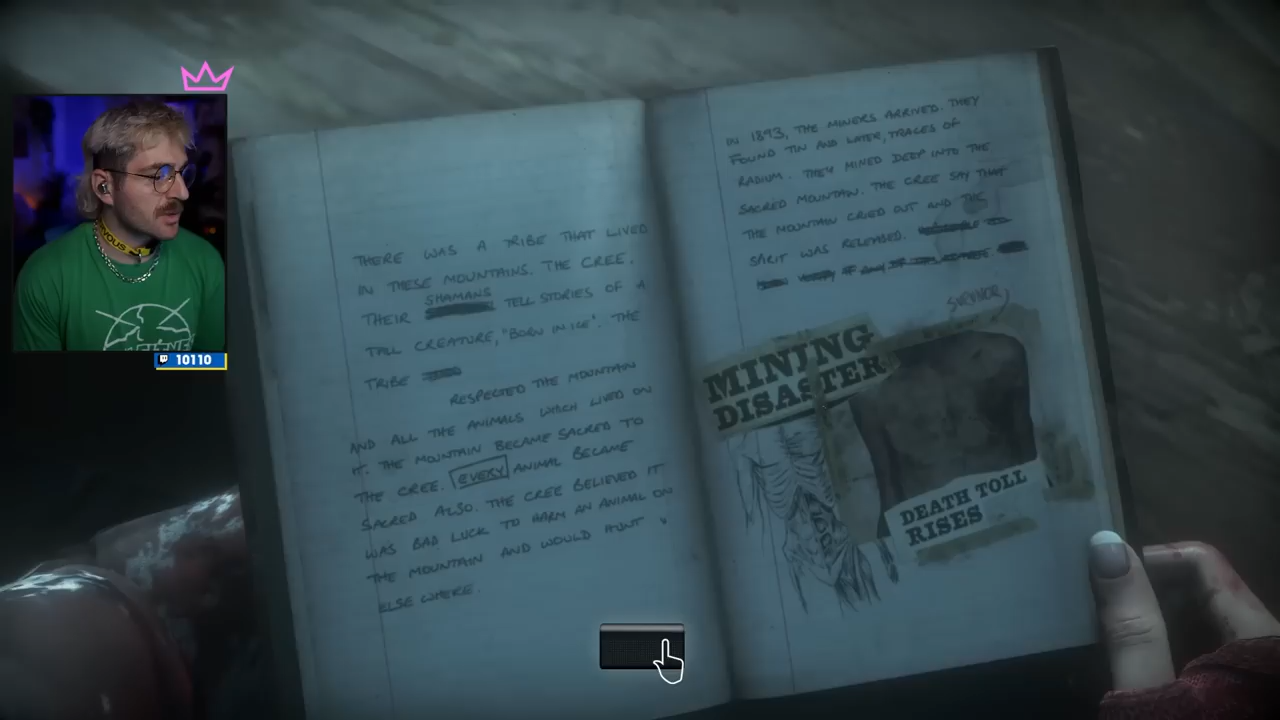 10110
THERE WAS A TRIBE THAT LIVED
IN THESE MOUNTAINS. THE CREE.
SHAMANS
THEIR TELL STORIES OF A
TALL CREATURE, "BORN IN ICE". THE
TRIBE
RESPECTED THE MOUNTAIN
AND ALL THE ANIMALS WHICH LIVED ON
IT. THE MOUNTAIN BECAME SACRED TO
THE CREE. EVERY ANIMAL BECAME
SACRED ALSO. THE CREE BELIEVED IT
WAS BAD LUCK TO HARM AN ANIMAL ON
THE MOUNTAIN AND WOULD HUNT
ELSE WHERE.
IN 1893, THE MINERS ARRIVED. THEY
FOUND TIN AND LATER, TRACES OF
RADIUM. THEY MINED DEEP INTO THE
SACRED MOUNTAIN. THE CREE SAY THAT
THE MOUNTAIN CRIED OUT AND THE
SPIRIT WAS RELEASED.
SURVIVOR
MINING
DISASTER
DEATH TOLL
RISES